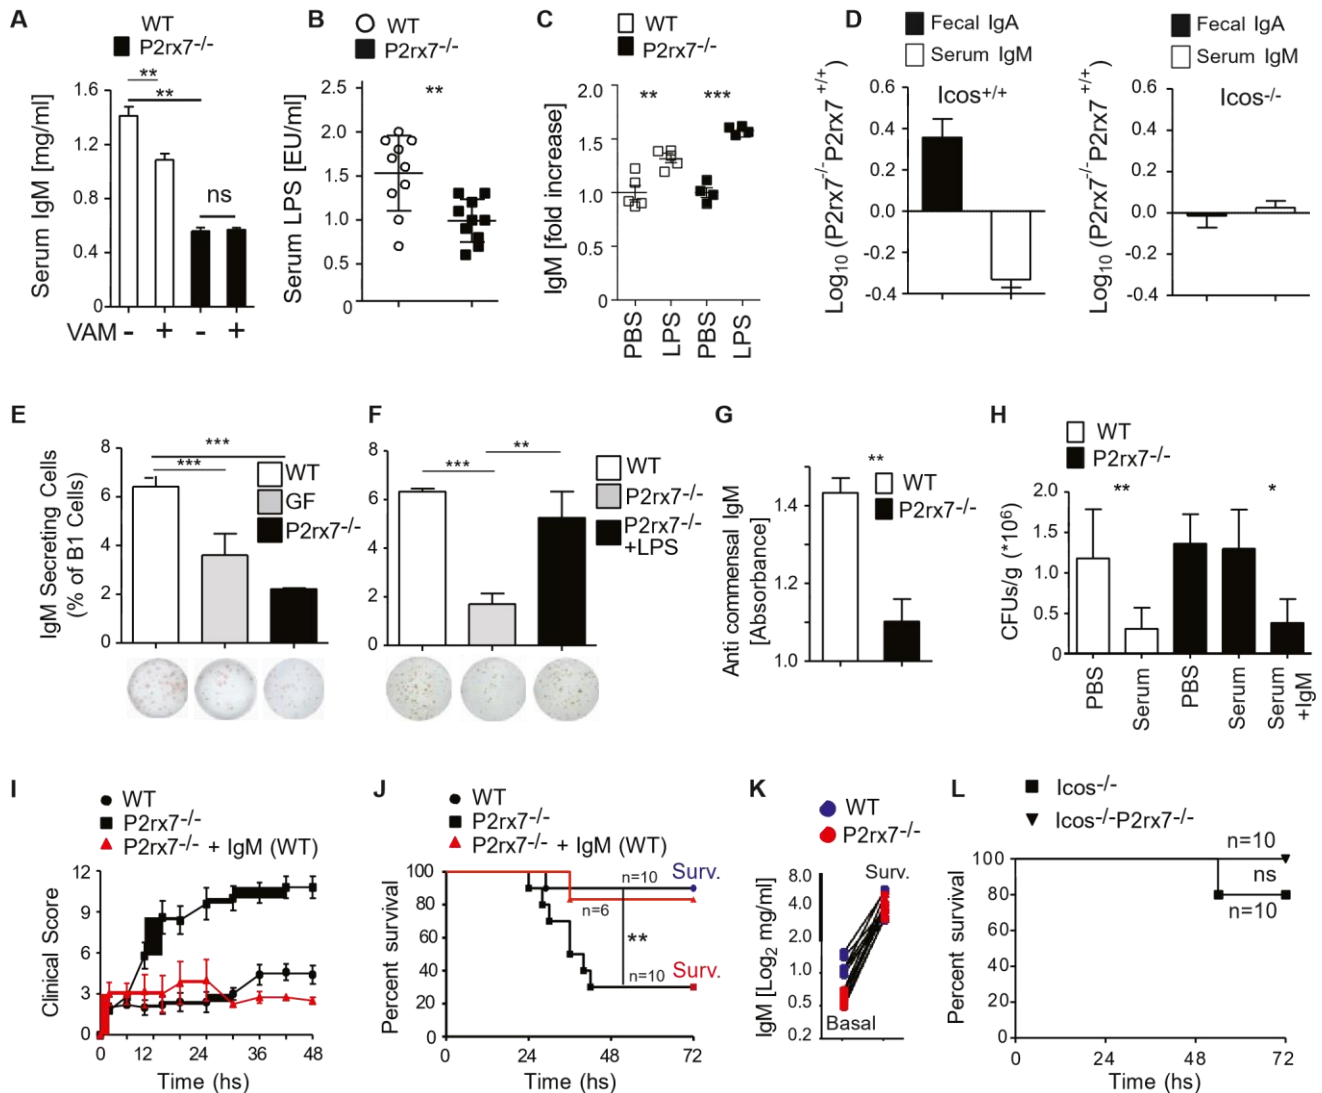 A
WT
P2rx7-/-
**
**
ns
Serum IgM [mg/ml]
1.6
1.2
0.8
0.4
0
VAM - + - +
B
WT
P2rx7-/-
**
Serum LPS [EU/ml]
2.5
2.0
1.5
1.0
0.5
0
C
WT
P2rx7-/-
** ***
IgM [fold increase]
2.0
1.5
1.0
0.5
0
PBS
LPS
PBS
LPS
D
Fecal IgA
Serum IgM
Icos+/+
Log10 (P2rx7-/- P2rx7 +/+)
0.6
0.4
0.2
0.0
-0.2
-0.4
Fecal IgA
Serum IgM
Icos-/-
Log10 (P2rx7-/- P2rx7 +/+)
0.6
0.4
0.2
0.0
-0.2
-0.4
E
***
***
WT
GF
P2rx7-/-
IgM Secreting Cells
(% of B1 Cells)
8
6
4
2
0
F
***
**
WT
P2rx7-/-
P2rx7-/-
+LPS
8
6
4
2
0
G
**
WT
P2rx7-/-
Anti commensal IgM
[Absorbance]
1.4
1.2
1.0
H
WT
P2rx7-/-
** *
CFUs/g (*10⁶)
2.0
1.5
1.0
0.5
0
PBS
Serum
PBS
Serum
Serum
+IgM
I
WT
P2rx7-/-
P2rx7-/- + IgM (WT)
Clinical Score
12
9
6
3
0
0 12 24 36 48
Time (hs)
J
WT
P2rx7-/-
P2rx7-/- + IgM (WT)
Percent survival
100
80
60
40
20
0
n=10
Surv.
n=6
**
n=10
Surv.
0 24 48 72
Time (hs)
K
WT
P2rx7-/-
Surv.
IgM [Log2 mg/ml]
8.0
4.0
2.0
1.0
0.5
0.2
Basal
L
Icos-/-
Icos-/-P2rx7-/-
Percent survival
100
80
60
40
20
0
n=10
ns
n=10
0 24 48 72
Time (hs)